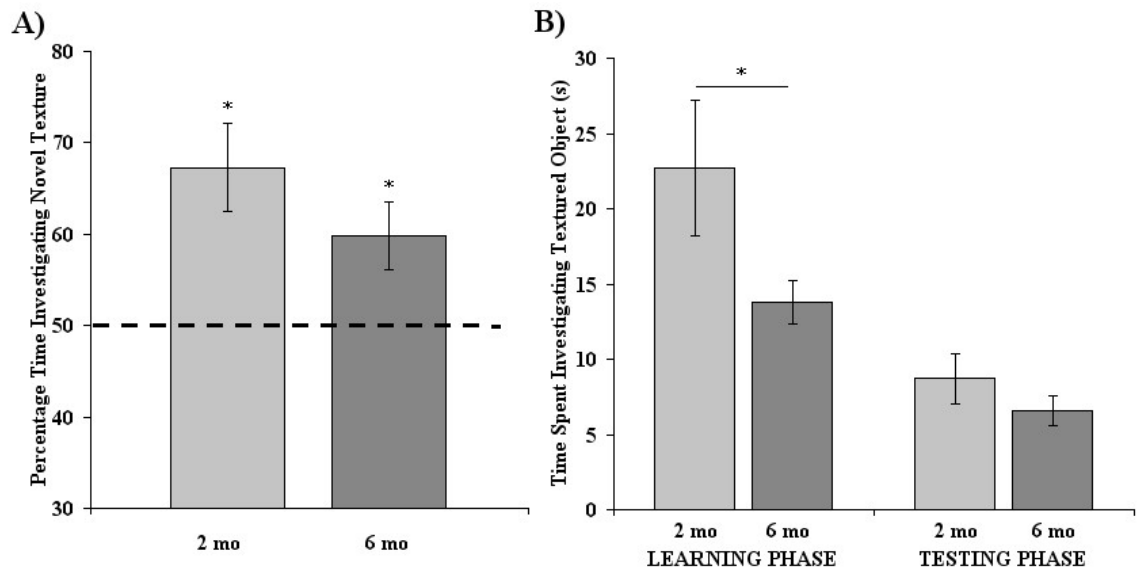 A)
Percentage Time Investigating Novel Texture
80
70
60
50
40
30
*
*
2 mo
6 mo
B)
Time Spent Investigating Textured Object (s)
30
25
20
15
10
5
0
*
2 mo 6 mo 2 mo 6 mo
LEARNING PHASE TESTING PHASE